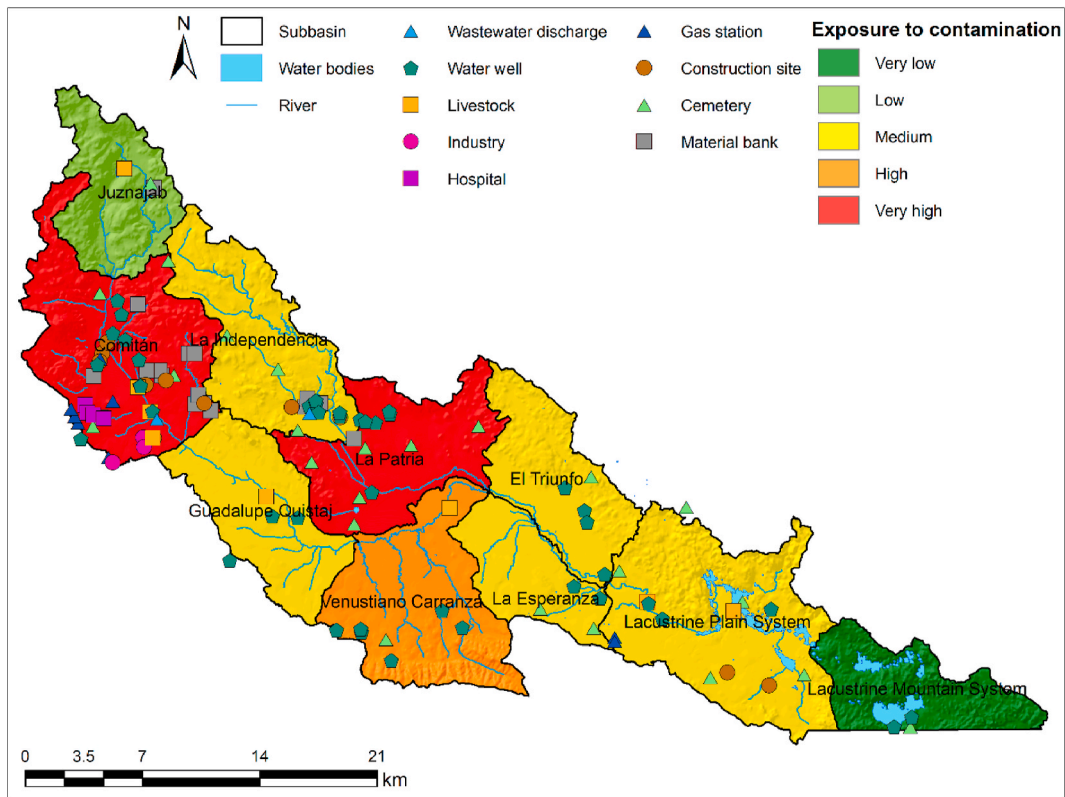 N
Subbasin
Water bodies
River
Wastewater discharge
Water well
Livestock
Industry
Hospital
Gas station
Construction site
Cemetery
Material bank
Exposure to contamination
Very low
Low
Medium
High
Very high
Juznajab
Comitán
La Independencia
La Patria
El Triunfo
Guadalupe Quistaj
Venustiano Carranza
La Esperanza
Lacustrine Plain System
Lacustrine Mountain System
0 3.5 7 14 21
km